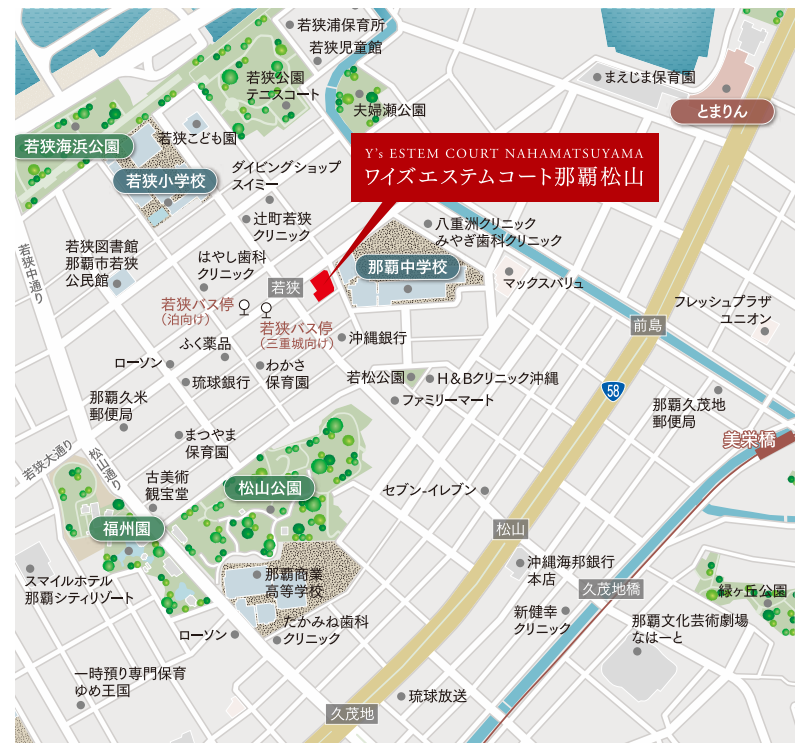 若狭浦保育所
若狭児童館
若狭公園
テニスコート
夫婦瀬公園
まえじま保育園
とまりん
若狭海浜公園
若狭こども園
若狭小学校
ダイビングショップ
スイミー
Y's ESTEM COURT NAHAMATSUYAMA
ワイズエステムコート那覇松山
辻町若狭
クリニック
八重洲クリニック
みやぎ歯科クリニック
若狭中通り
若狭図書館
那覇市若狭
公民館
はやし歯科
クリニック
若狭
那覇中学校
マックスバリュ
若狭バス停
(泊向け)
若狭バス停
(三重城向け)
フレッシュプラザ
ユニオン
前島
沖縄銀行
ふく薬品
ローソン
琉球銀行
わかさ
保育園
若松公園
H&Bクリニック沖縄
ファミリーマート
58
那覇久米
郵便局
那覇久茂地
郵便局
美栄橋
まつやま
保育園
若狭大通り
松山通り
古美術
観宝堂
松山公園
セブン-イレブン
福州園
松山
スマイルホテル
那覇シティリゾート
那覇商業
高等学校
沖縄海邦銀行
本店
久茂地橋
緑ヶ丘公園
新健幸
クリニック
那覇文化芸術劇場
なはーと
ローソン
たかみね歯科
クリニック
一時預り専門保育
ゆめ王国
久茂地
琉球放送